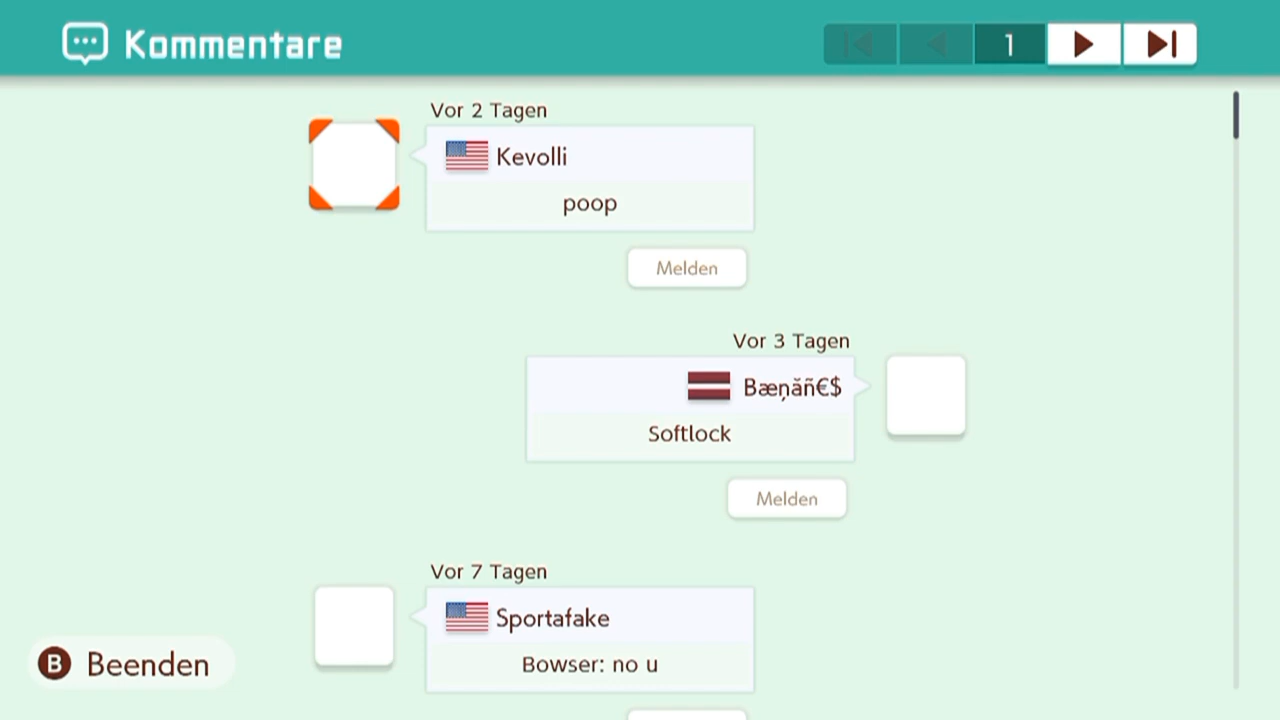 Kommentare
1
Vor 2 Tagen
Kevolli
poop
Melden
Vor 3 Tagen
Bæņăñ€$
Softlock
Melden
Vor 7 Tagen
Sportafake
Bowser: no u
B Beenden